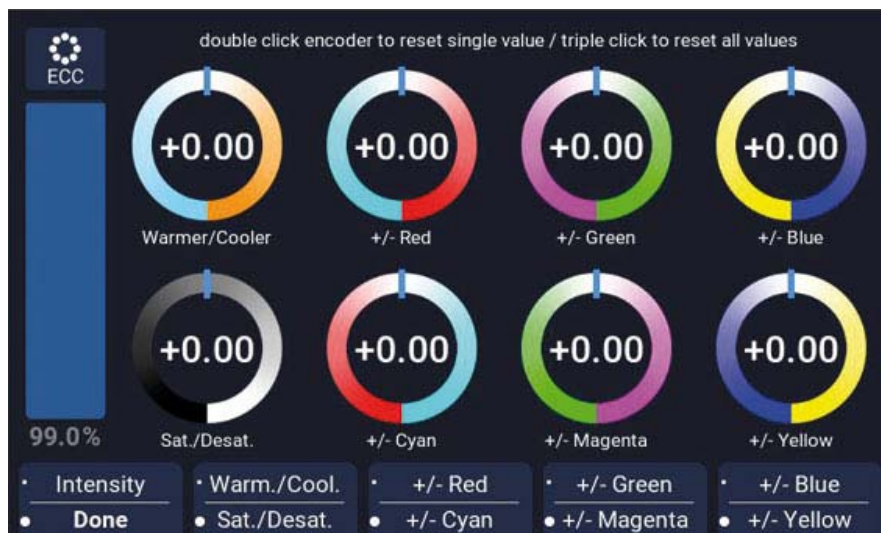 double click encoder to reset single value / triple click to reset all values
ECC
+0.00 +0.00 +0.00 +0.00
Warmer/Cooler +/- Red +/- Green +/- Blue
+0.00 +0.00 +0.00 +0.00
99.0% Sat./Desat. +/- Cyan +/- Magenta +/- Yellow
Intensity Warm./Cool. +/- Red +/- Green +/- Blue
Done Sat./Desat. +/- Cyan +/- Magenta +/- Yellow